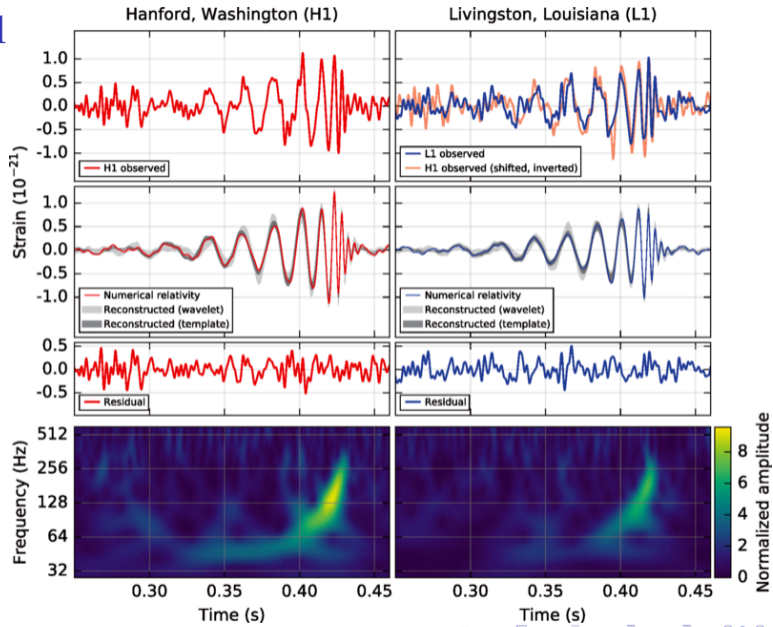 Hanford, Washington (H1)
Livingston, Louisiana (L1)
1.0
0.5
0.0
-0.5
-1.0
H1 observed
L1 observed
H1 observed (shifted, inverted)
Strain (10⁻²¹)
1.0
0.5
0.0
-0.5
-1.0
Numerical relativity
Reconstructed (wavelet)
Reconstructed (template)
Numerical relativity
Reconstructed (wavelet)
Reconstructed (template)
0.5
0.0
-0.5
Residual
Residual
Frequency (Hz)
512
256
128
64
32
Normalized amplitude
8
6
4
2
0
0.30
0.35
0.40
0.45
0.30
0.35
0.40
0.45
Time (s)
Time (s)